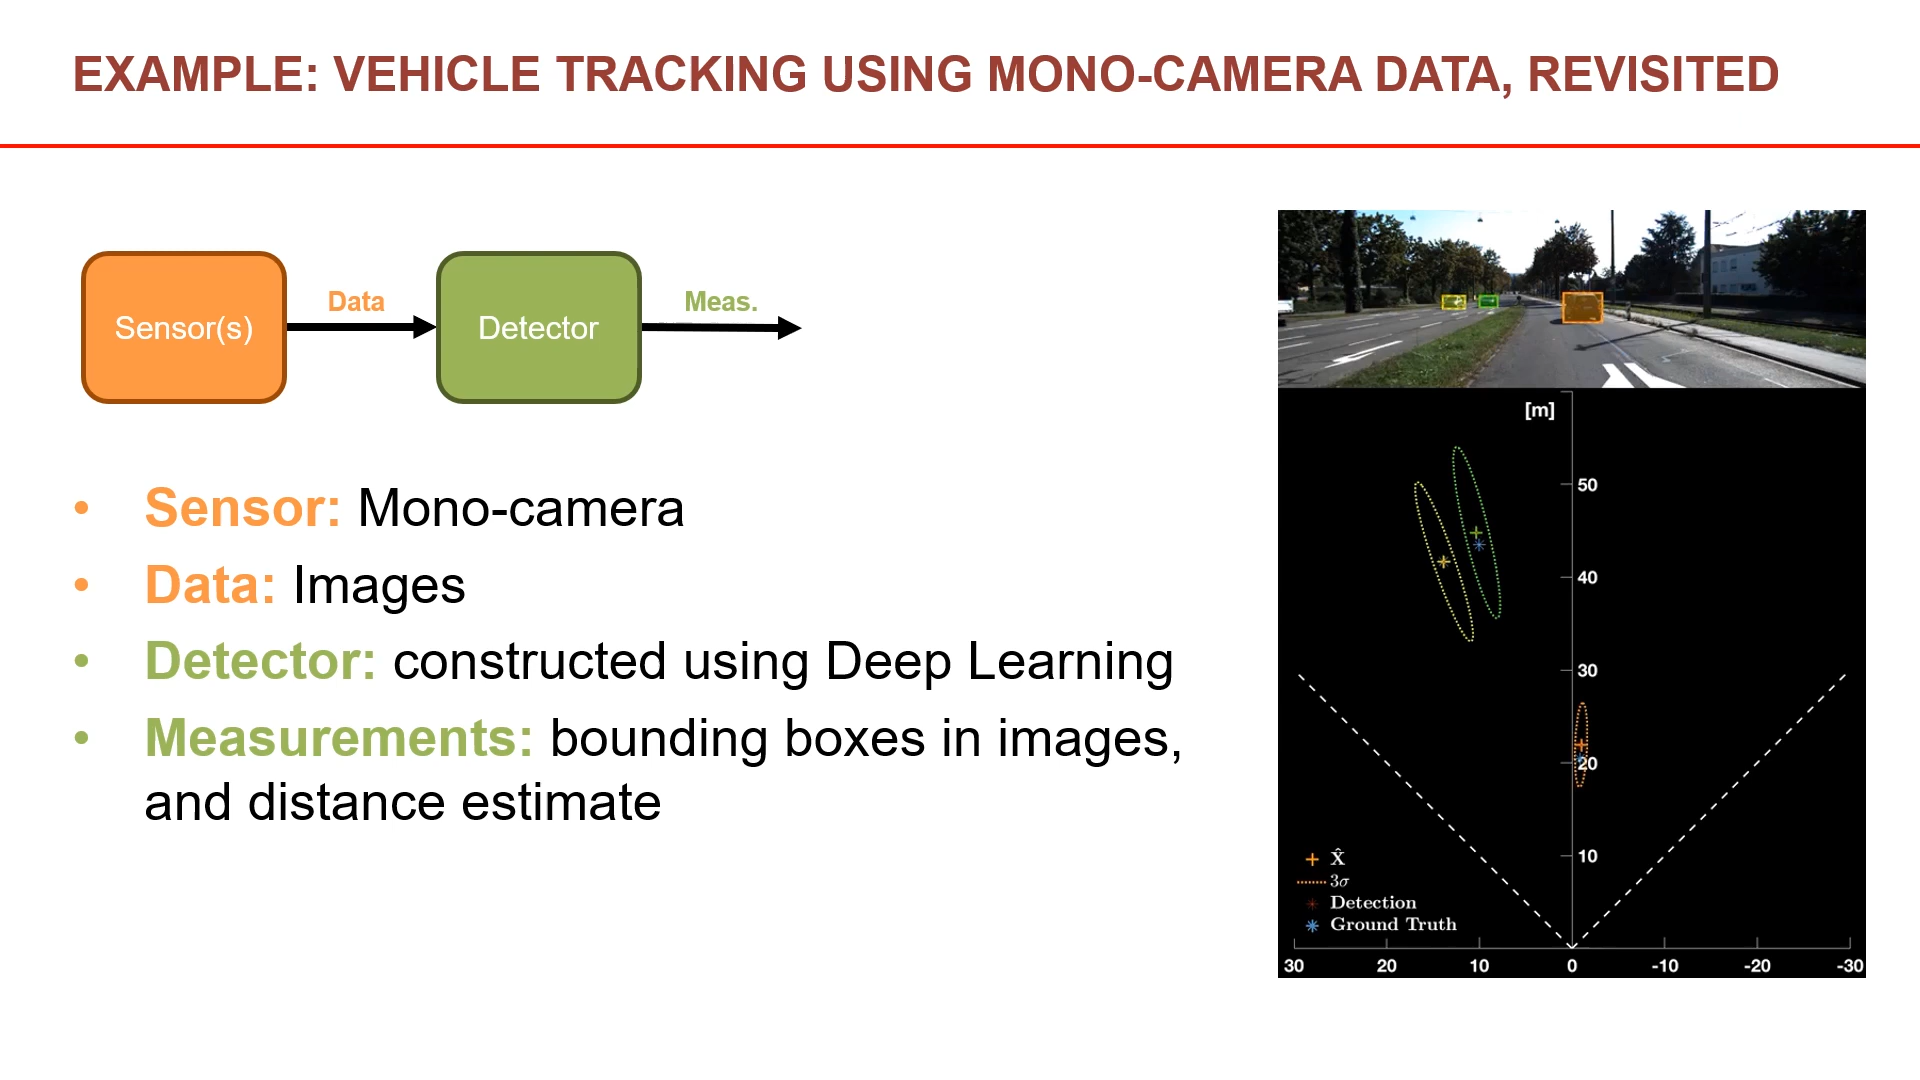 EXAMPLE: VEHICLE TRACKING USING MONO-CAMERA DATA, REVISITED
Sensor(s)
Data
Detector
Meas.
• Sensor: Mono-camera
• Data: Images
• Detector: constructed using Deep Learning
• Measurements: bounding boxes in images,
and distance estimate
[m]
50
40
30
20
10
X̂
3σ
Detection
Ground Truth
30 20 10 0 -10 -20 -30